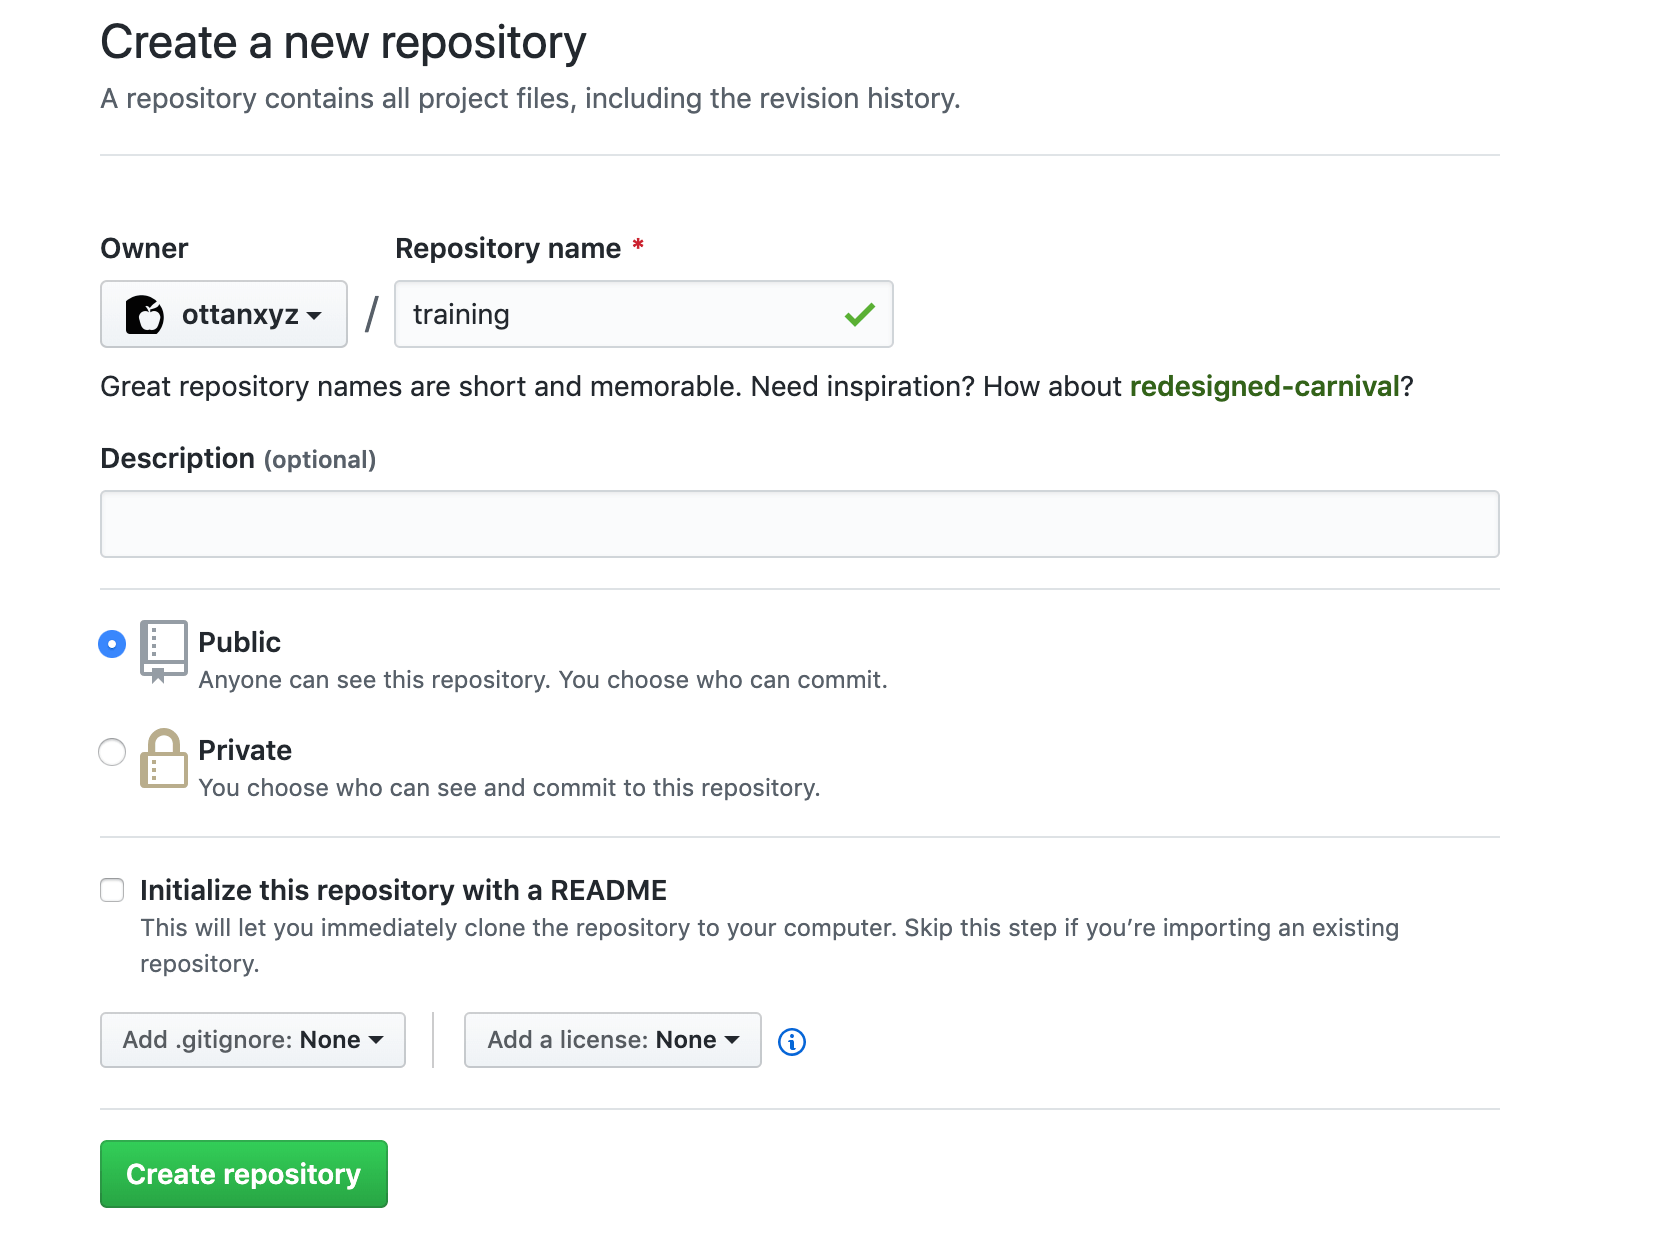 Create a new repository
A repository contains all project files, including the revision history.
Owner
Repository name *
ottanxyz / training
Great repository names are short and memorable. Need inspiration? How about redesigned-carnival?
Description (optional)
Public
Anyone can see this repository. You choose who can commit.
Private
You choose who can see and commit to this repository.
Initialize this repository with a README
This will let you immediately clone the repository to your computer. Skip this step if you’re importing an existing
repository.
Add .gitignore: None
Add a license: None
Create repository